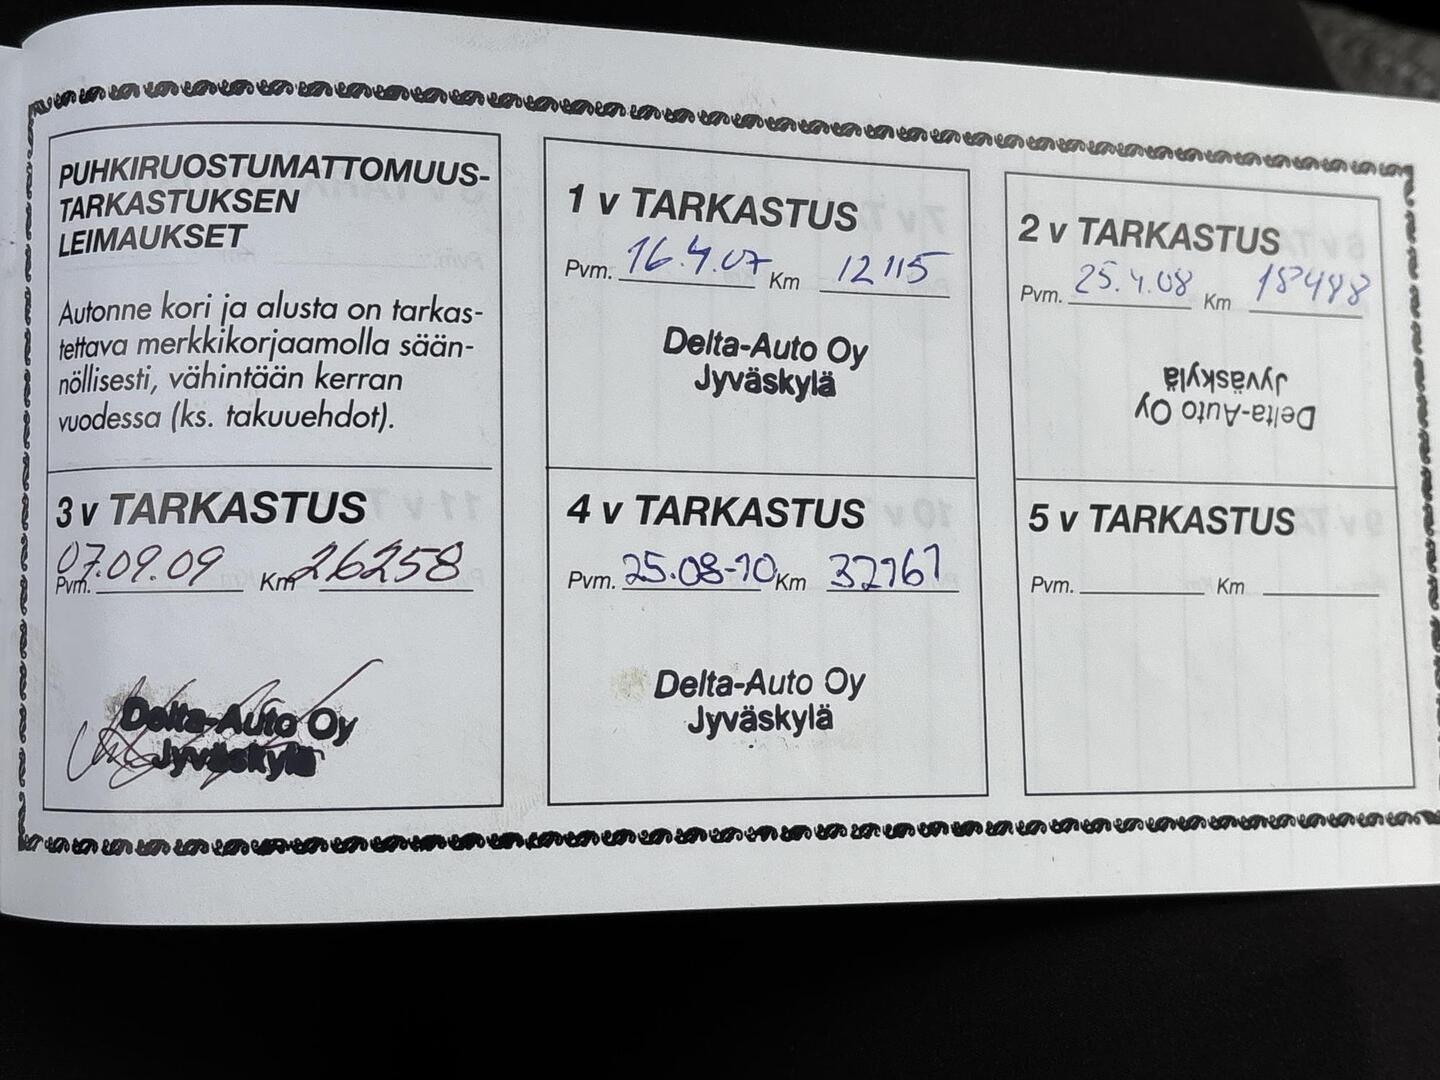 PUHKIRUOSTUMATTOMUUS-
TARKASTUKSEN
LEIMAUKSET
Autonne kori ja alusta on tarkas-
tettava merkkikorjaamolla sään-
nöllisesti, vähintään kerran
vuodessa (ks. takuuehdot).
1 v TARKASTUS
Pvm. 16.4.07 Km 12115
Delta-Auto Oy
Jyväskylä
2 v TARKASTUS
Pvm. 25.4.08 Km 18488
Delta-Auto Oy
Jyväskylä
3 v TARKASTUS
Pvm. 07.09.09 Km 26258
Delta-Auto Oy
Jyväskylä
4 v TARKASTUS
Pvm. 25.08-10 Km 32161
Delta-Auto Oy
Jyväskylä
5 v TARKASTUS
Pvm. Km